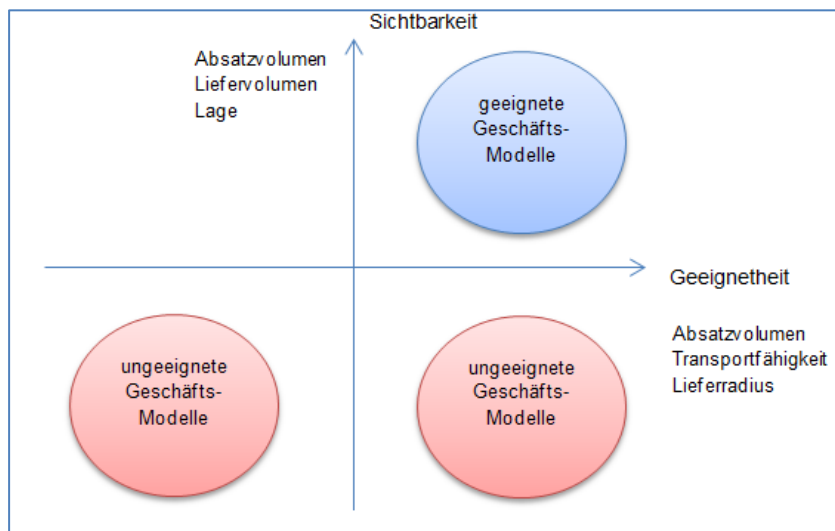 Sichtbarkeit
Absatzvolumen
Liefervolumen
Lage
geeignete
Geschäfts-
Modelle
Geeignetheit
Absatzvolumen
Transportfähigkeit
Lieferradius
ungeeignete
Geschäfts-
Modelle
ungeeignete
Geschäfts-
Modelle